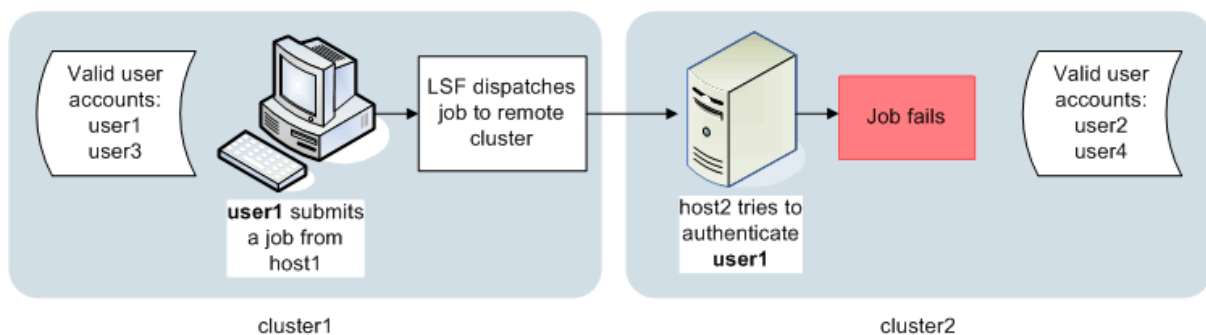 Valid user
accounts:
user1
user3
user1 submits
a job from
host1
LSF dispatches
job to remote
cluster
host2 tries to
authenticate
user1
Job fails
Valid user
accounts:
user2
user4
cluster1
cluster2